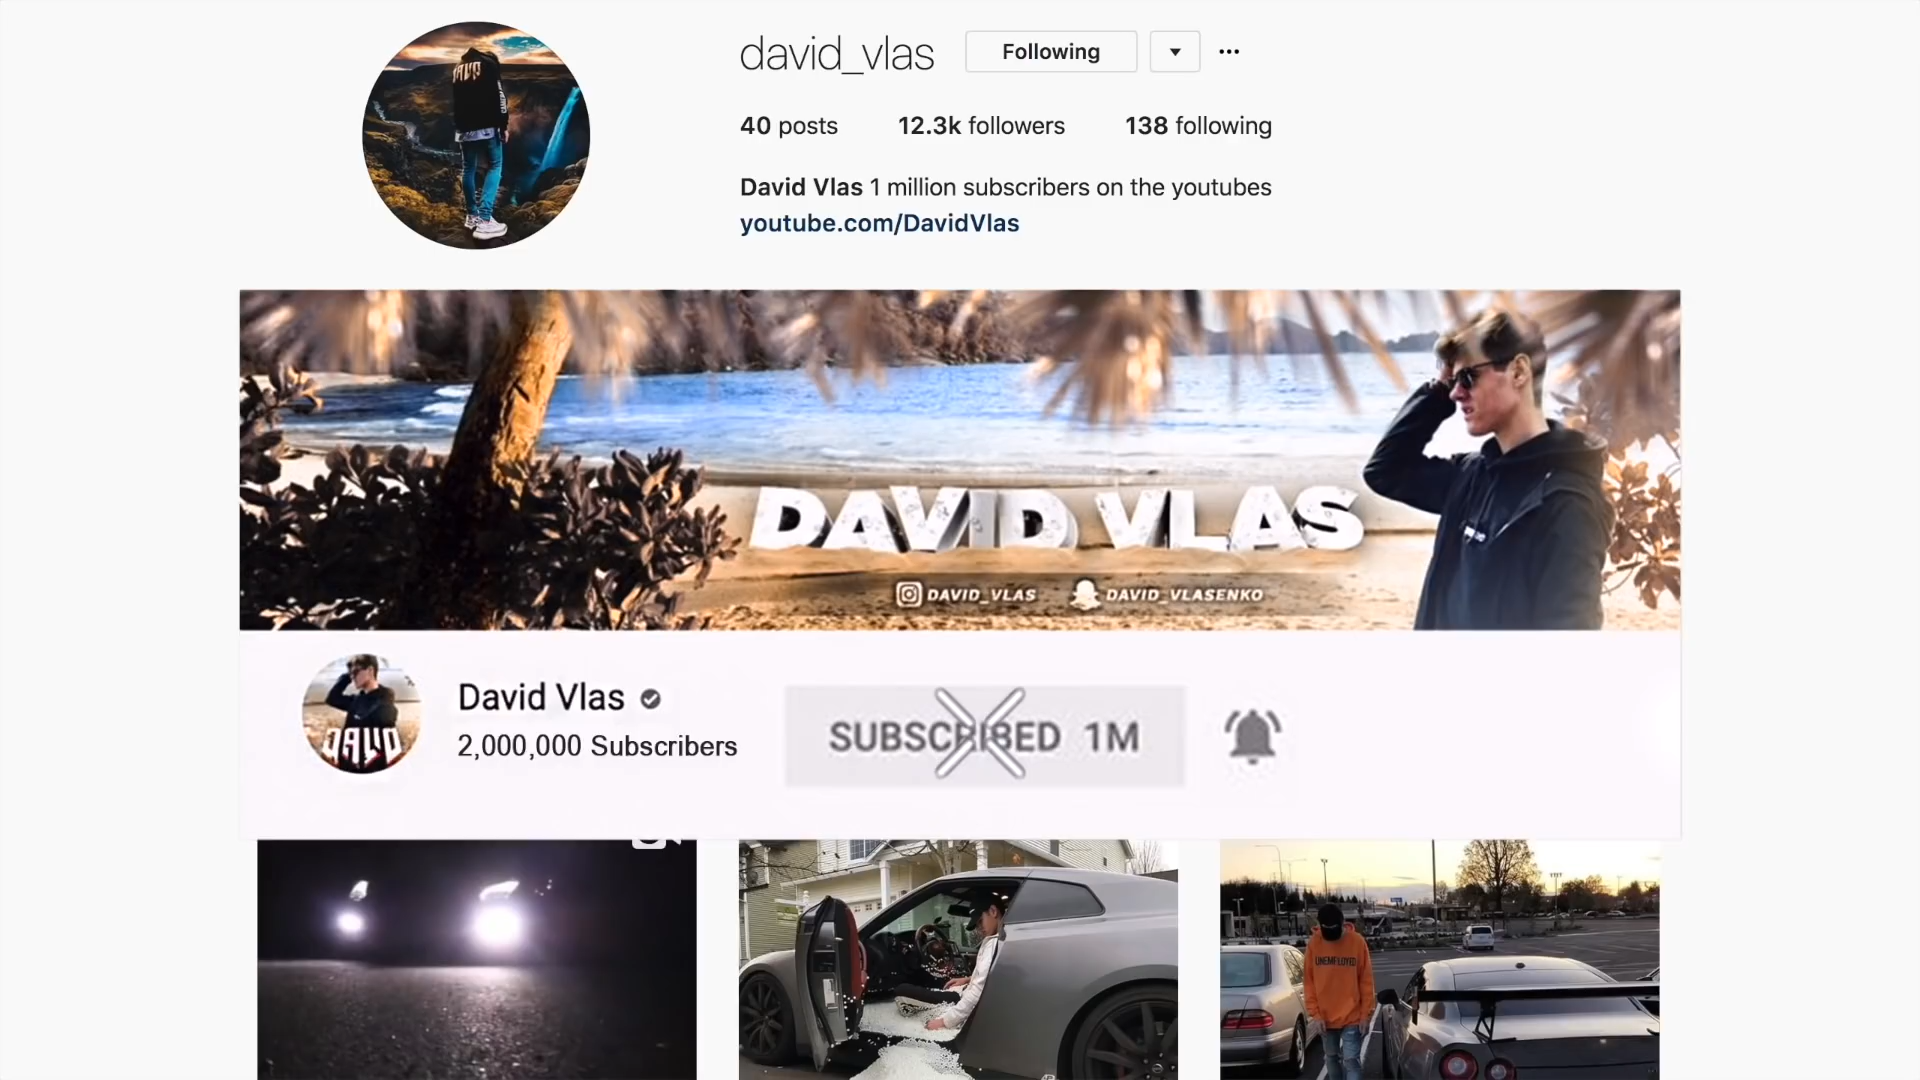 david_vlas Following
40 posts 12.3k followers 138 following
David Vlas 1 million subscribers on the youtubes
youtube.com/DavidVlas
DAVID VLAS
DAVID_VLAS DAVID_VLASENKO
David Vlas
2,000,000 Subscribers
SUBSCRIBED 1M
UNEMPLOYED